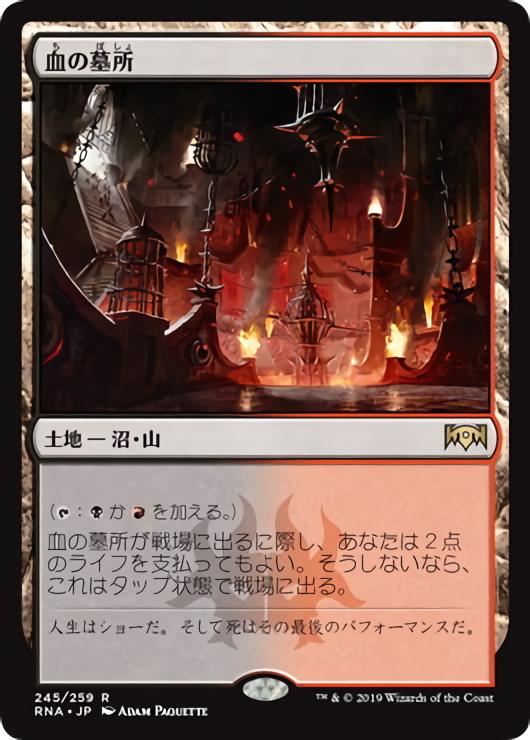 血の墓所
土地 — 沼・山
(T：Bか Rを加える。)
血の墓所が戦場に出るに際し、あなたは２点
のライフを支払ってもよい。そうしないなら、
これはタップ状態で戦場に出る。
人生はショーだ。そして死はその最後のパフォーマンスだ。
245/259 R
RNA • JP ADAM PAQUETTE
™ & © 2019 Wizards of the Coast